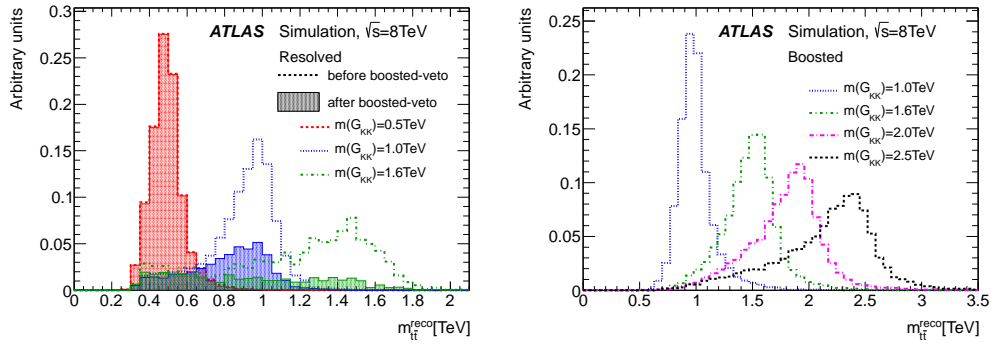 Arbitrary units
0.3
0.25
0.2
0.15
0.1
0.05
0
ATLAS Simulation, √s=8TeV
Resolved
before boosted-veto
after boosted-veto
m(G_KK)=0.5TeV
m(G_KK)=1.0TeV
m(G_KK)=1.6TeV
0 0.2 0.4 0.6 0.8 1 1.2 1.4 1.6 1.8 2
m_tt̄^reco[TeV]
Arbitrary units
0.25
0.2
0.15
0.1
0.05
0
ATLAS Simulation, √s=8TeV
Boosted
m(G_KK)=1.0TeV
m(G_KK)=1.6TeV
m(G_KK)=2.0TeV
m(G_KK)=2.5TeV
0 0.5 1 1.5 2 2.5 3 3.5
m_tt̄^reco[TeV]